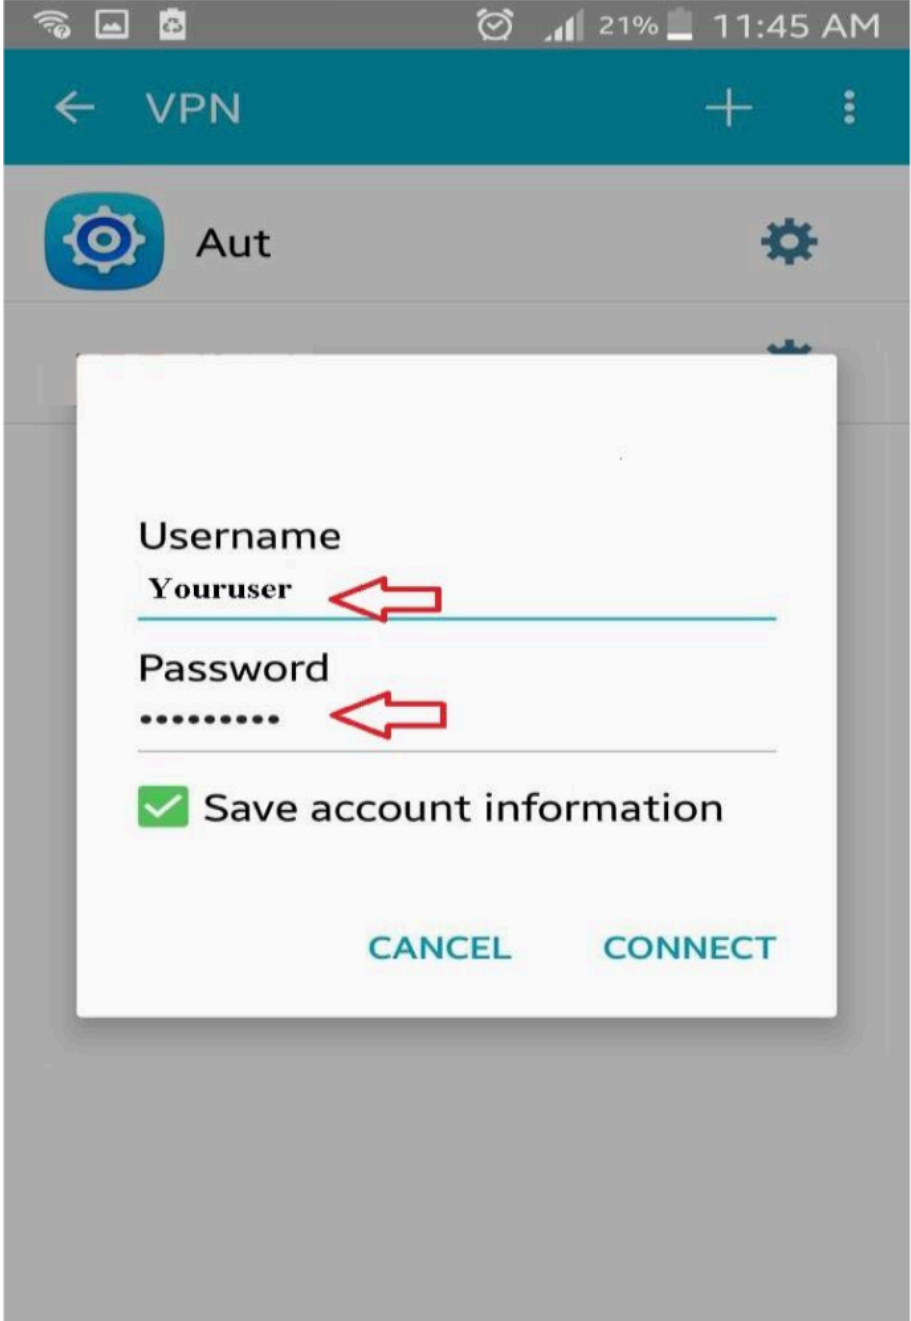 21% 11:45 AM
VPN
Aut
Username
Youruser
Password
•••••••••
Save account information
CANCEL CONNECT